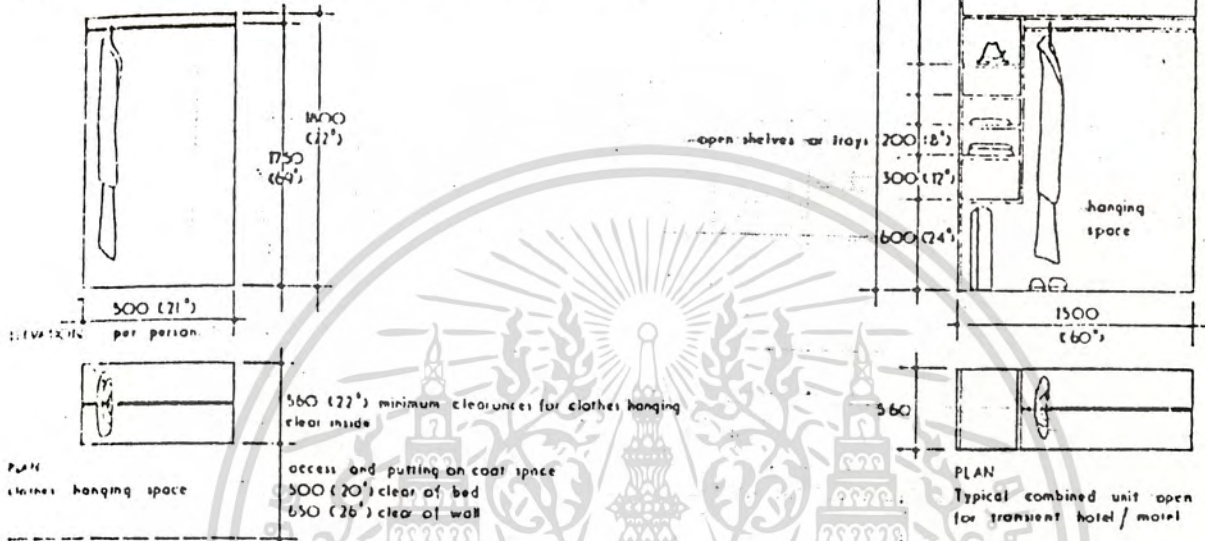 1800
(72")
1750
(69")
500 (21")
ELEVATION per person.
560 (22") minimum clearances for clothes hanging
clear inside
PLAN
clothes hanging space
access and putting on coat space
500 (20") clear of bed
650 (26") clear of wall
open shelves or trays 200 (8")
300 (12")
600 (24")
hanging
space
1500
(60")
560
PLAN
Typical combined unit open
for transient hotel / motel